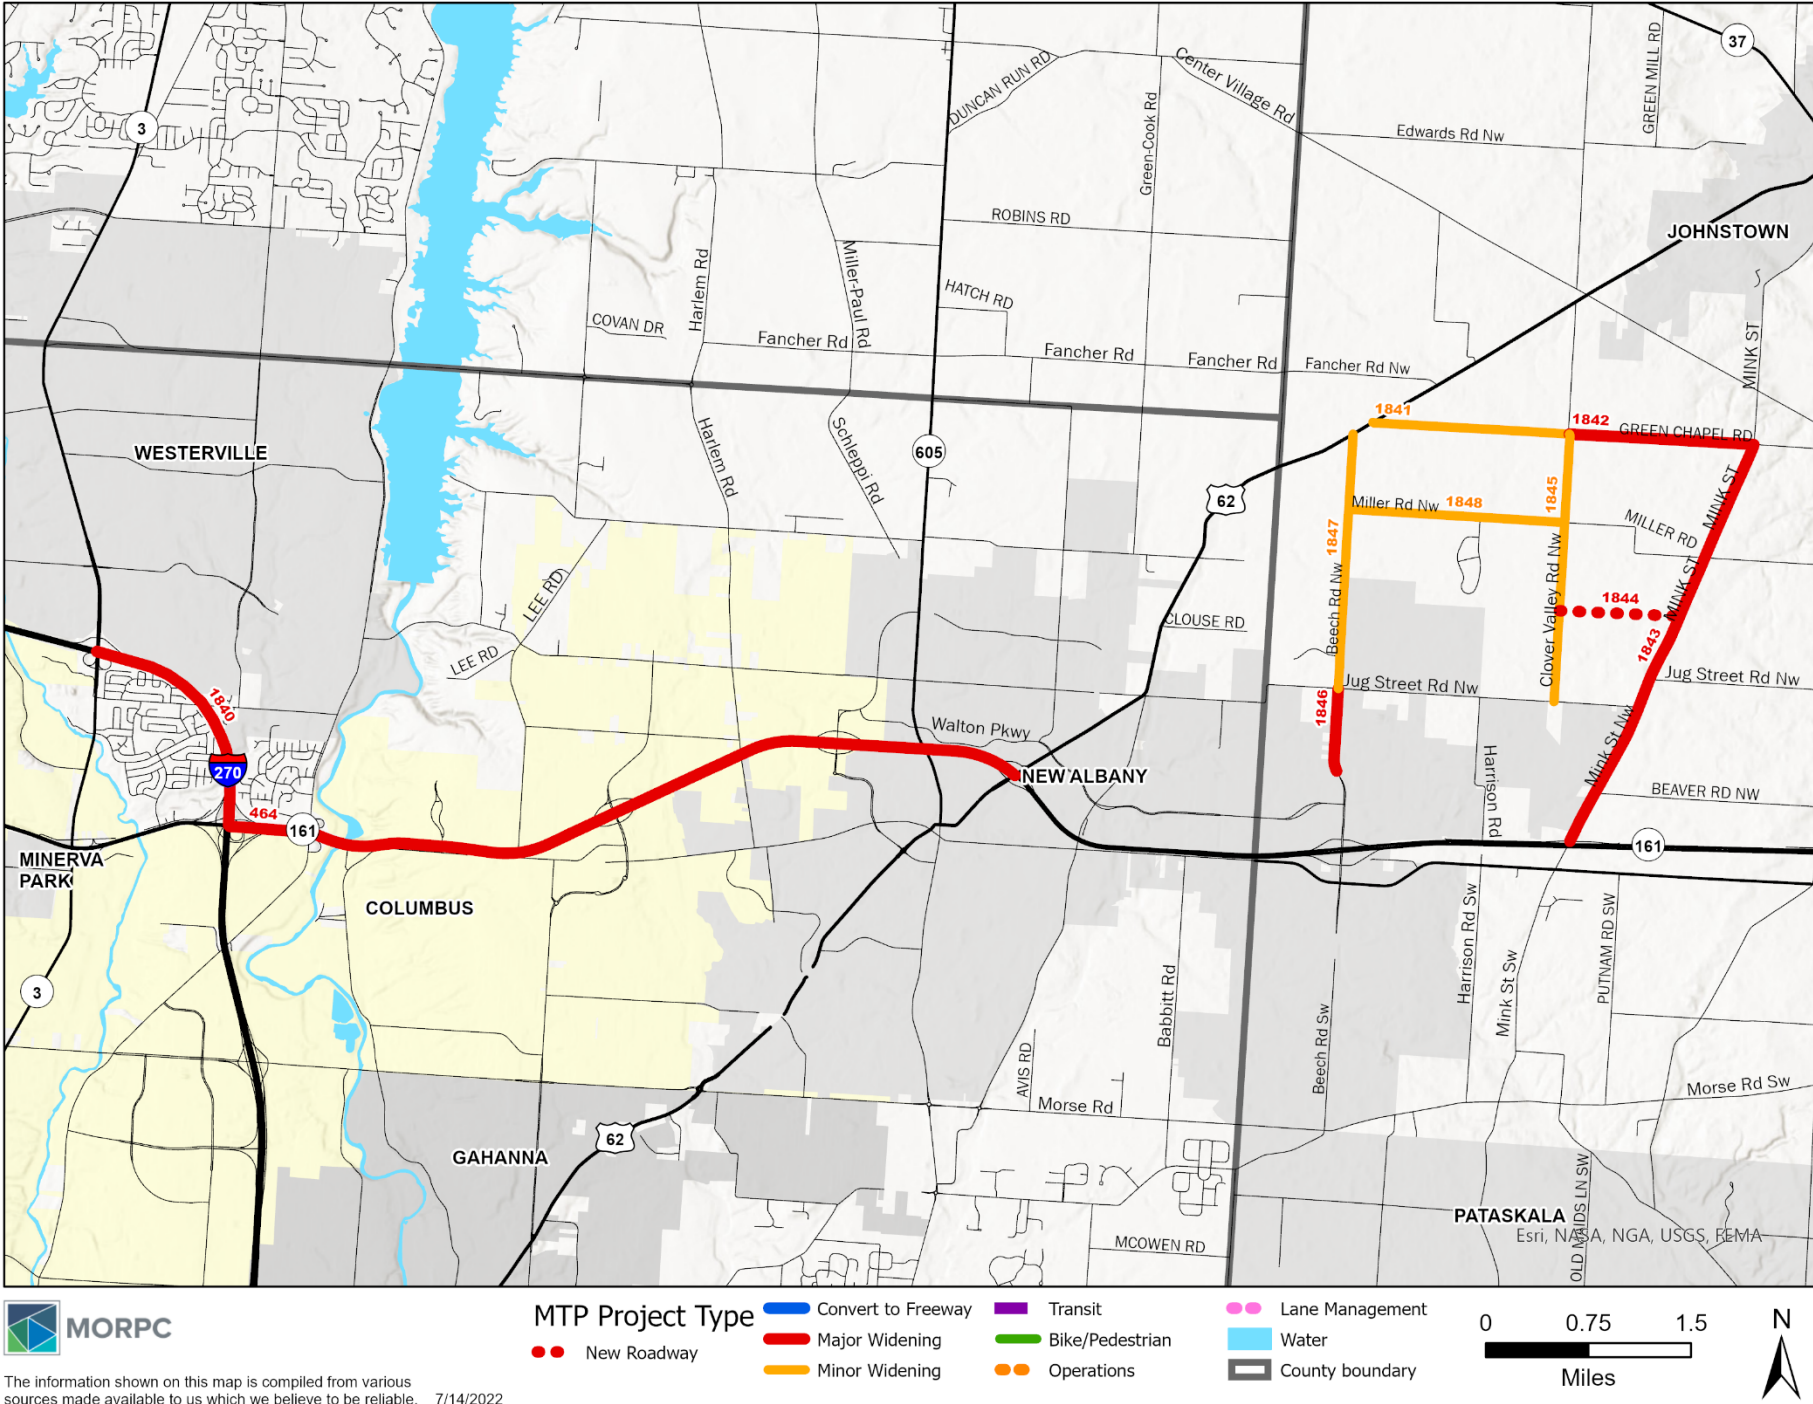 37
GREEN MILL RD
DUNCAN RUN RD
Center Village Rd
Green-Cook Rd
Edwards Rd Nw
3
ROBINS RD
JOHNSTOWN
Harlem Rd
Miller-Paul Rd
HATCH RD
COVAN DR
Fancher Rd
Fancher Rd
Fancher Rd
Fancher Rd Nw
MINK ST
1841
1842
GREEN CHAPEL RD
WESTERVILLE
Harlem Rd
Schleppi Rd
605
62
Miller Rd Nw
1848
1845
MINK ST
MILLER RD
1847
LEE RD
Beech Rd Nw
Clover Valley Rd Nw
MINK ST
1844
CLOUSE RD
LEE RD
1843
Jug Street Rd Nw
Jug Street Rd Nw
1840
1846
Walton Pkwy
Mink St Nw
270
NEW ALBANY
Harrison Rd
BEAVER RD NW
464
161
161
MINERVA
PARK
COLUMBUS
Harrison Rd Sw
PUTNAM RD SW
3
Babbitt Rd
Mink St Sw
Beech Rd Sw
AVIS RD
Morse Rd
Morse Rd Sw
62
GAHANNA
OLD MAIDS LN SW
PATASKALA
Esri, NASA, NGA, USGS, FEMA
MCOWEN RD
MORPC
MTP Project Type
New Roadway
Convert to Freeway
Major Widening
Minor Widening
Transit
Bike/Pedestrian
Operations
Lane Management
Water
County boundary
0 0.75 1.5
Miles
N
The information shown on this map is compiled from various
sources made available to us which we believe to be reliable. 7/14/2022